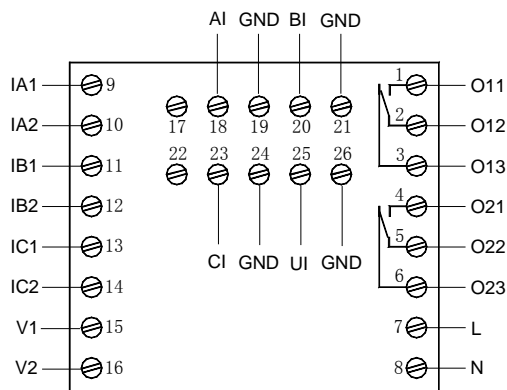 AI GND BI GND
IA1 9 1 O11
IA2 10 17 18 19 20 21 2 O12
IB1 11 22 23 24 25 26 3 O13
IB2 12 4 O21
IC1 13 CI GND UI GND 5 O22
IC2 14 6 O23
V1 15 7 L
V2 16 8 N